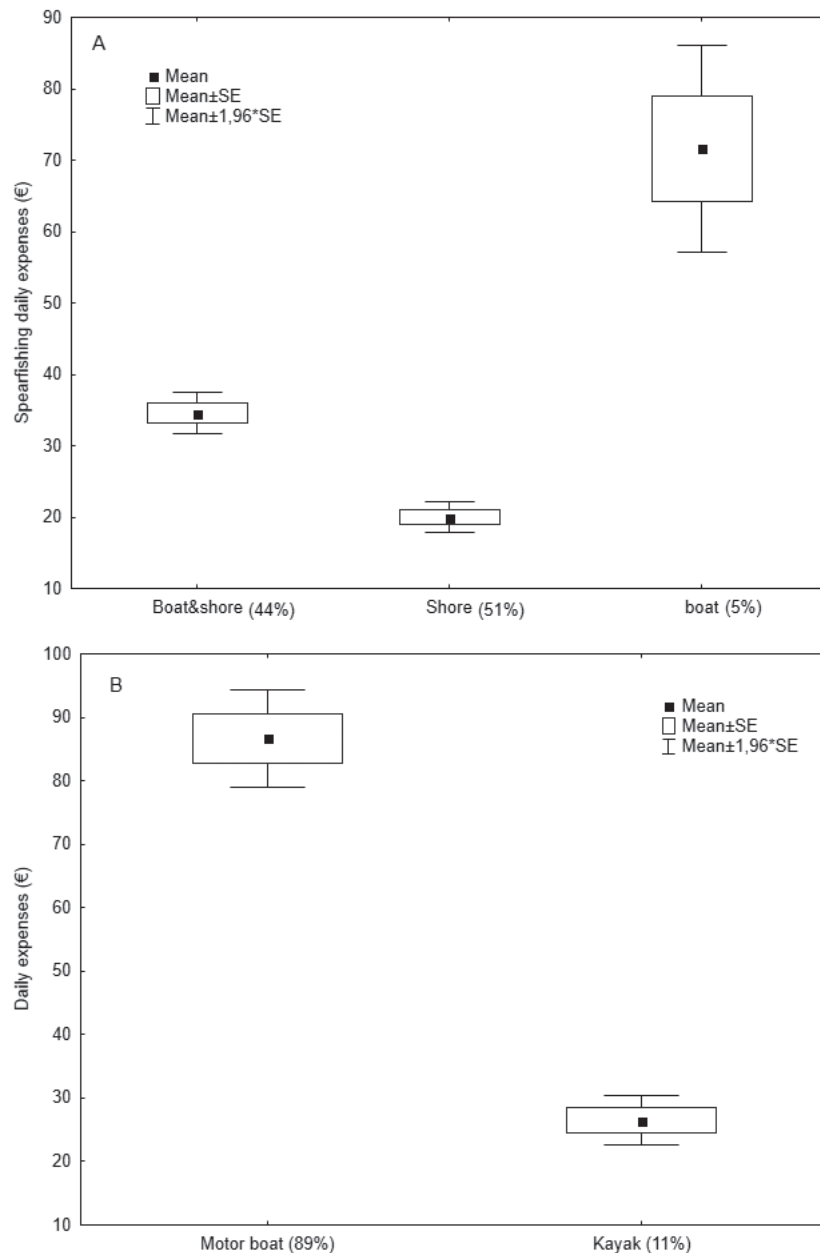 A
Mean
Mean±SE
Mean±1,96*SE
Spearfishing daily expenses (€)
90
80
70
60
50
40
30
20
10
Boat&shore (44%) Shore (51%) boat (5%)
B
Mean
Mean±SE
Mean±1,96*SE
Daily expenses (€)
100
90
80
70
60
50
40
30
20
10
Motor boat (89%) Kayak (11%)